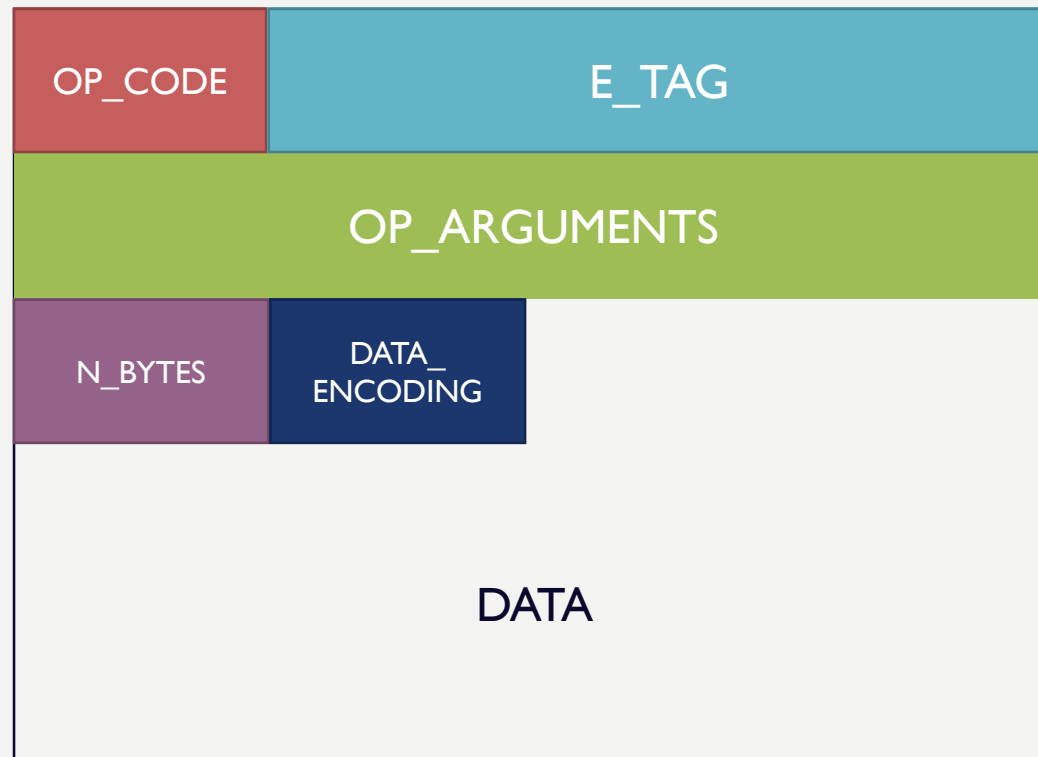 OP_CODE
E_TAG
OP_ARGUMENTS
N_BYTES
DATA_
ENCODING
DATA